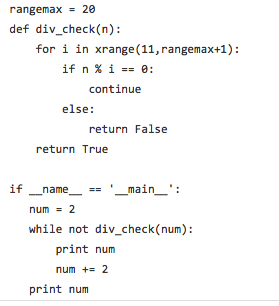 rangemax = 20
def div_check(n):
    for i in xrange(11,rangemax+1):
        if n % i == 0:
            continue
        else:
            return False
    return True

if __name__ == '__main__':
   num = 2
   while not div_check(num):
       print num
       num += 2
   print num